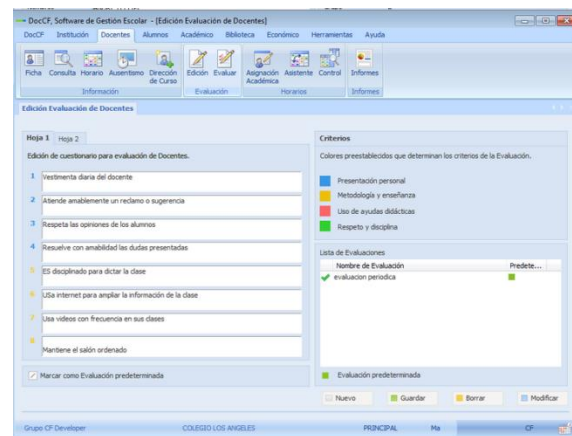 DocCF, Software de Gestión Escolar - [Edición Evaluación de Docentes]
DocCF Institución Docentes Alumnos Académico Biblioteca Económico Herramientas Ayuda
Ficha Consulta Horario Ausentismo Dirección de Curso Edición Evaluar Asignación Académica Asistente Control Informes
Información Evaluación Horarios Informes
Edición Evaluación de Docentes
Hoja 1 Hoja 2
Edición de cuestionario para evaluación de Docentes.
1 Vestimenta diaria del docente
2 Atiende amablemente un reclamo o sugerencia
3 Respeta las opiniones de los alumnos
4 Resuelve con amabilidad las dudas presentadas
5 ES disciplinado para dictar la clase
6 USa internet para ampliar la información de la clase
7 Usa videos con frecuencia en sus clases
8 Mantiene el salón ordenado
Marcar como Evaluación predeterminada
Criterios
Colores preestablecidos que determinan los criterios de la Evaluación.
Presentación personal
Metodología y enseñanza
Uso de ayudas didácticas
Respeto y disciplina
Lista de Evaluaciones
Nombre de Evaluación Predete...
evaluacion periodica
Evaluación predeterminada
Nuevo Guardar Borrar Modificar
Grupo CF Developer COLEGIO LOS ANGELES PRINCIPAL Ma CF